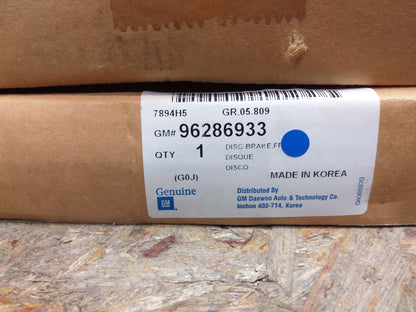 7894H5 GR.05.809
GM# 96286933
QTY. 1 DISC-BRAKE,FR
DISQUE
DISCO
(G0J) MADE IN KOREA
Genuine
GM
Distributed By
GM Daewoo Auto & Technology Co.
Inchon 403-714, Korea